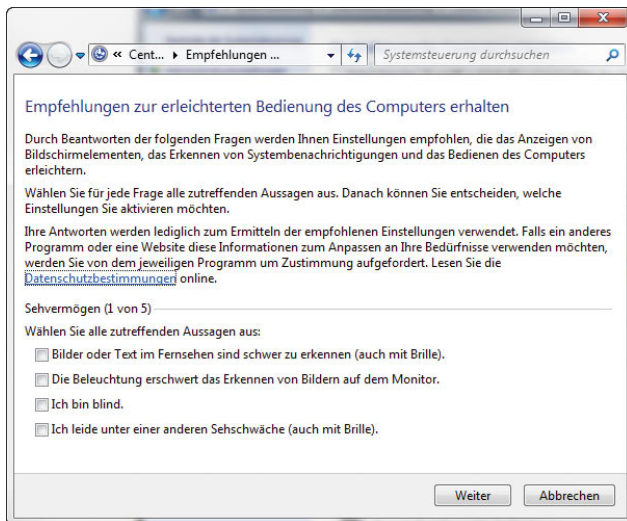 « Cent... ▸ Empfehlungen ...
Systemsteuerung durchsuchen
Empfehlungen zur erleichterten Bedienung des Computers erhalten
Durch Beantworten der folgenden Fragen werden Ihnen Einstellungen empfohlen, die das Anzeigen von
Bildschirmelementen, das Erkennen von Systembenachrichtigungen und das Bedienen des Computers
erleichtern.
Wählen Sie für jede Frage alle zutreffenden Aussagen aus. Danach können Sie entscheiden, welche
Einstellungen Sie aktivieren möchten.
Ihre Antworten werden lediglich zum Ermitteln der empfohlenen Einstellungen verwendet. Falls ein anderes
Programm oder eine Website diese Informationen zum Anpassen an Ihre Bedürfnisse verwenden möchten,
werden Sie von dem jeweiligen Programm um Zustimmung aufgefordert. Lesen Sie die
Datenschutzbestimmungen online.
Sehvermögen (1 von 5)
Wählen Sie alle zutreffenden Aussagen aus:
Bilder oder Text im Fernsehen sind schwer zu erkennen (auch mit Brille).
Die Beleuchtung erschwert das Erkennen von Bildern auf dem Monitor.
Ich bin blind.
Ich leide unter einer anderen Sehschwäche (auch mit Brille).
Weiter
Abbrechen